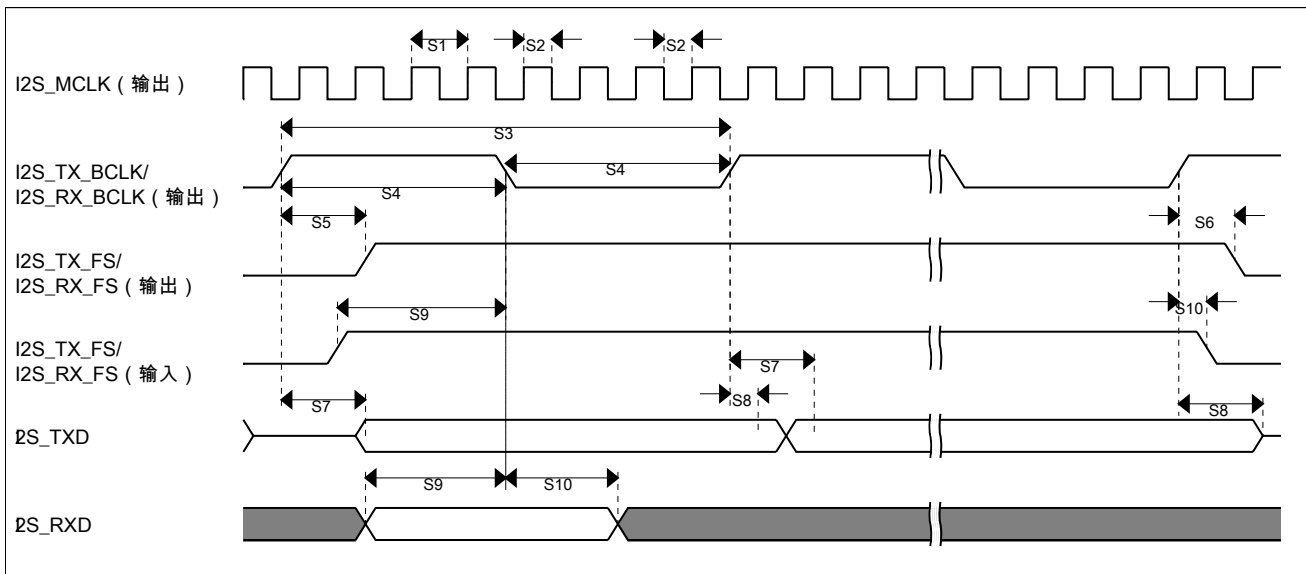 S1 S2 S2
I2S_MCLK（输出）
S3
I2S_TX_BCLK/
I2S_RX_BCLK（输出）
S4
S4
S5
S6
I2S_TX_FS/
I2S_RX_FS（输出）
S9
S10
I2S_TX_FS/
I2S_RX_FS（输入）
S7
S7
S8
S8
I2S_TXD
S9 S10
I2S_RXD